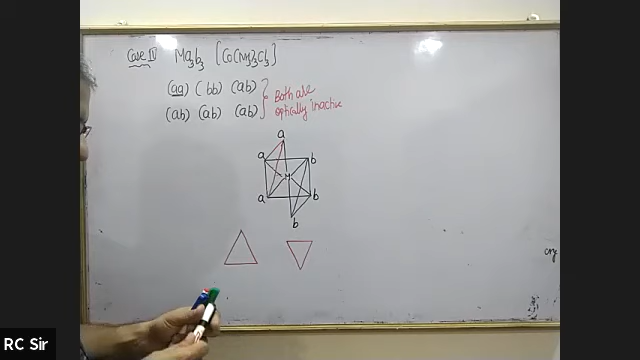 Case IV Ma3b3 [Co(NH3)3Cl3]
(aa) (bb) (ab)
(ab) (ab) (ab)
Both are
optically inactive
a
a b
M
a b
b
RC Sir